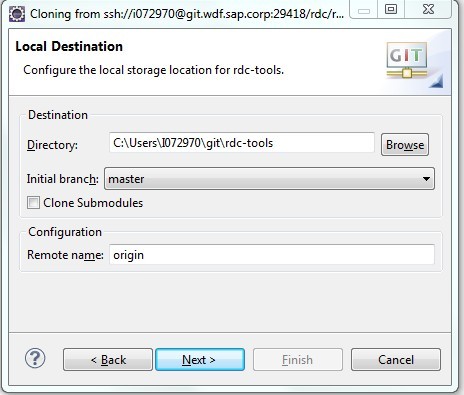 Cloning from ssh://i072970@git.wdf.sap.corp:29418/rdc/r...
Local Destination
Configure the local storage location for rdc-tools.
GIT
Destination
Directory: C:\Users\I072970\git\rdc-tools Browse
Initial branch: master
Clone Submodules
Configuration
Remote name: origin
? < Back Next > Finish Cancel